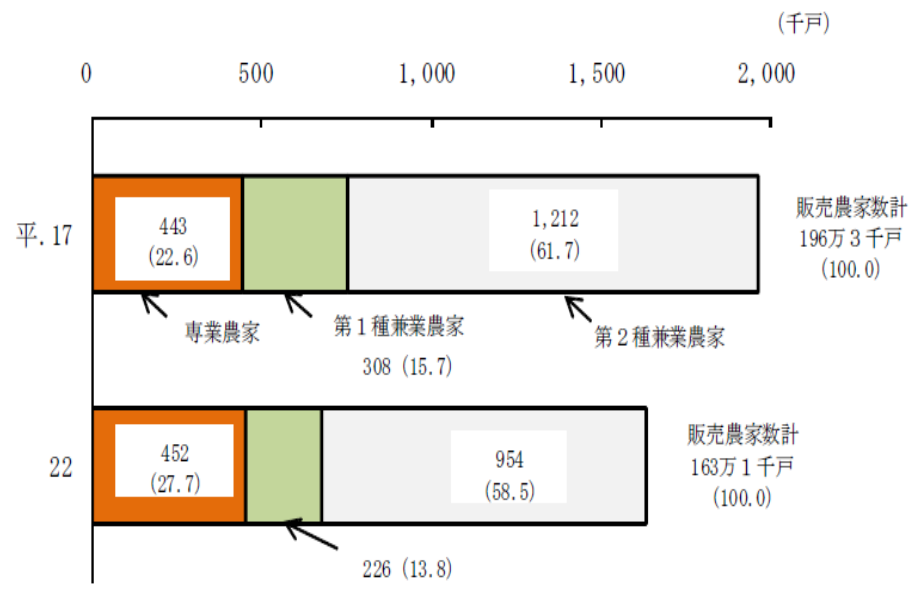 (千戸)
0 500 1,000 1,500 2,000
平.17
443
(22.6)
1,212
(61.7)
販売農家数計
196万3千戸
(100.0)
専業農家
第1種兼業農家
308 (15.7)
第2種兼業農家
22
452
(27.7)
954
(58.5)
販売農家数計
163万1千戸
(100.0)
226 (13.8)